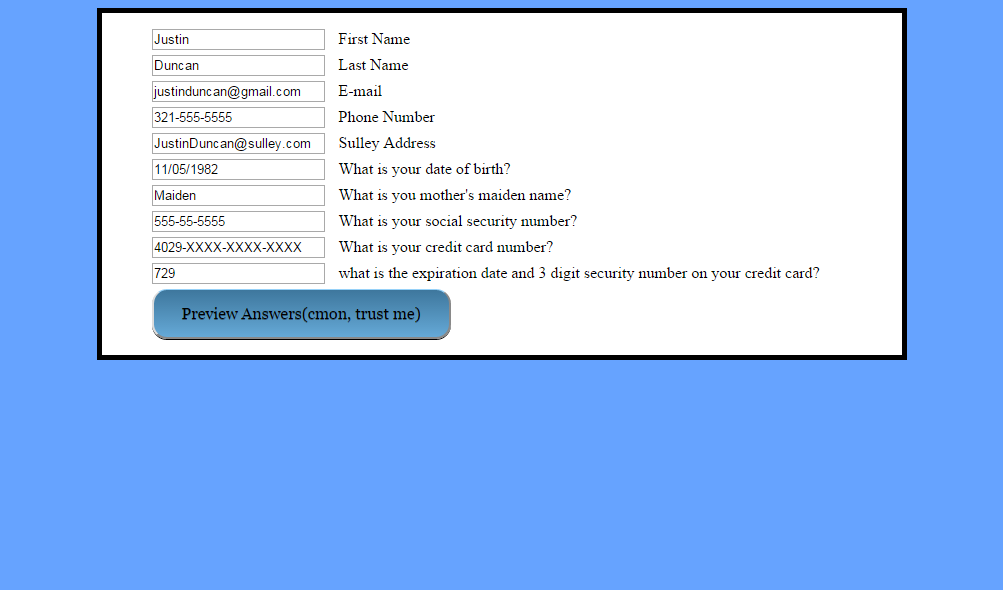 Justin First Name
Duncan Last Name
justinduncan@gmail.com E-mail
321-555-5555 Phone Number
JustinDuncan@sulley.com Sulley Address
11/05/1982 What is your date of birth?
Maiden What is you mother's maiden name?
555-55-5555 What is your social security number?
4029-XXXX-XXXX-XXXX What is your credit card number?
729 what is the expiration date and 3 digit security number on your credit card?
Preview Answers(cmon, trust me)